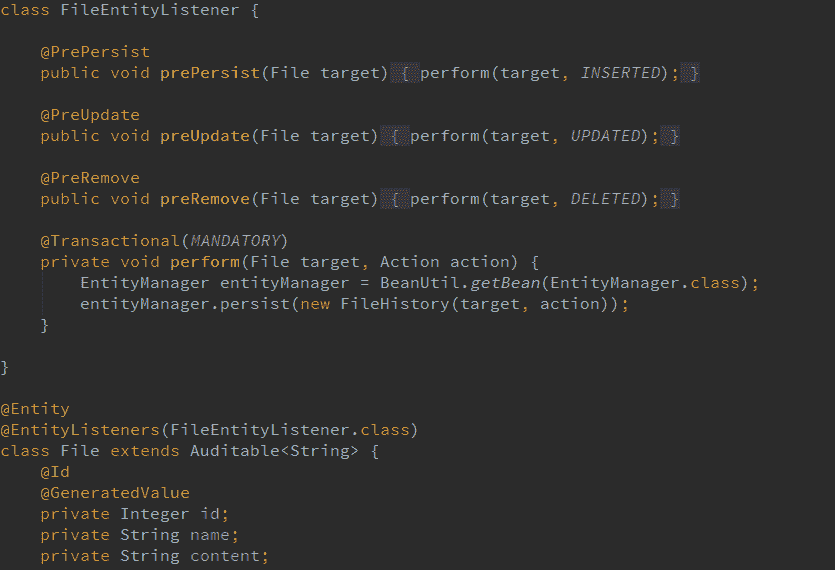 class FileEntityListener {
@PrePersist
public void prePersist(File target) { perform(target, INSERTED); }
@PreUpdate
public void preUpdate(File target) { perform(target, UPDATED); }
@PreRemove
public void preRemove(File target) { perform(target, DELETED); }
@Transactional(MANDATORY)
private void perform(File target, Action action) {
EntityManager entityManager = BeanUtil.getBean(EntityManager.class);
entityManager.persist(new FileHistory(target, action));
}
}
@Entity
@EntityListeners(FileEntityListener.class)
class File extends Auditable<String> {
@Id
@GeneratedValue
private Integer id;
private String name;
private String content;